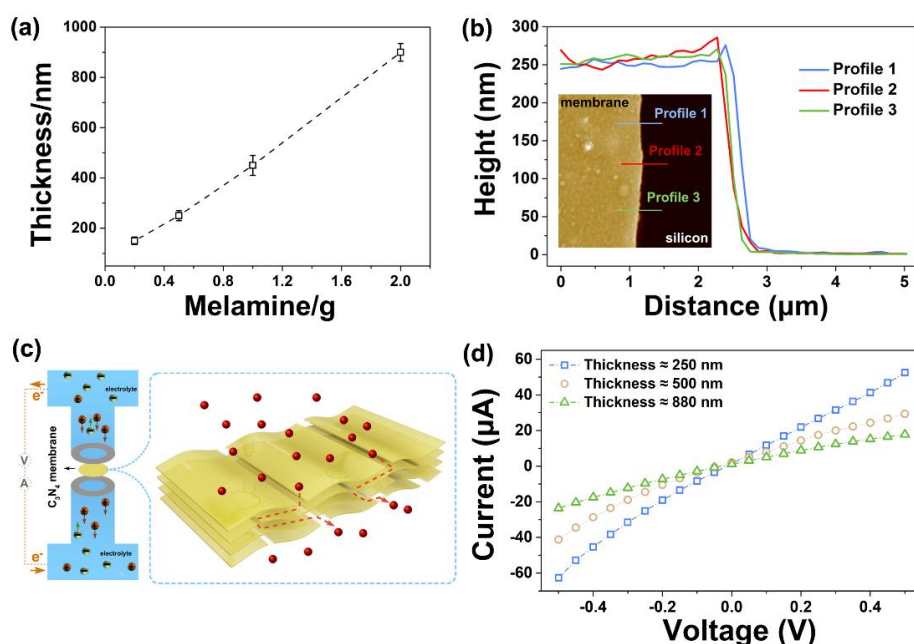 (a)
Thickness/nm
1000
800
600
400
200
0.0 0.4 0.8 1.2 1.6 2.0
Melamine/g
(b)
Height (nm)
300
250
200
150
100
50
0
0 1 2 3 4 5
Distance (μm)
Profile 1
Profile 2
Profile 3
membrane
Profile 1
Profile 2
Profile 3
silicon
(c)
electrolyte
e-
V
A
C3N4 membrane
electrolyte
e-
(d)
Current (μA)
60
40
20
0
-20
-40
-60
-0.4 -0.2 0.0 0.2 0.4
Voltage (V)
Thickness ≈ 250 nm
Thickness ≈ 500 nm
Thickness ≈ 880 nm